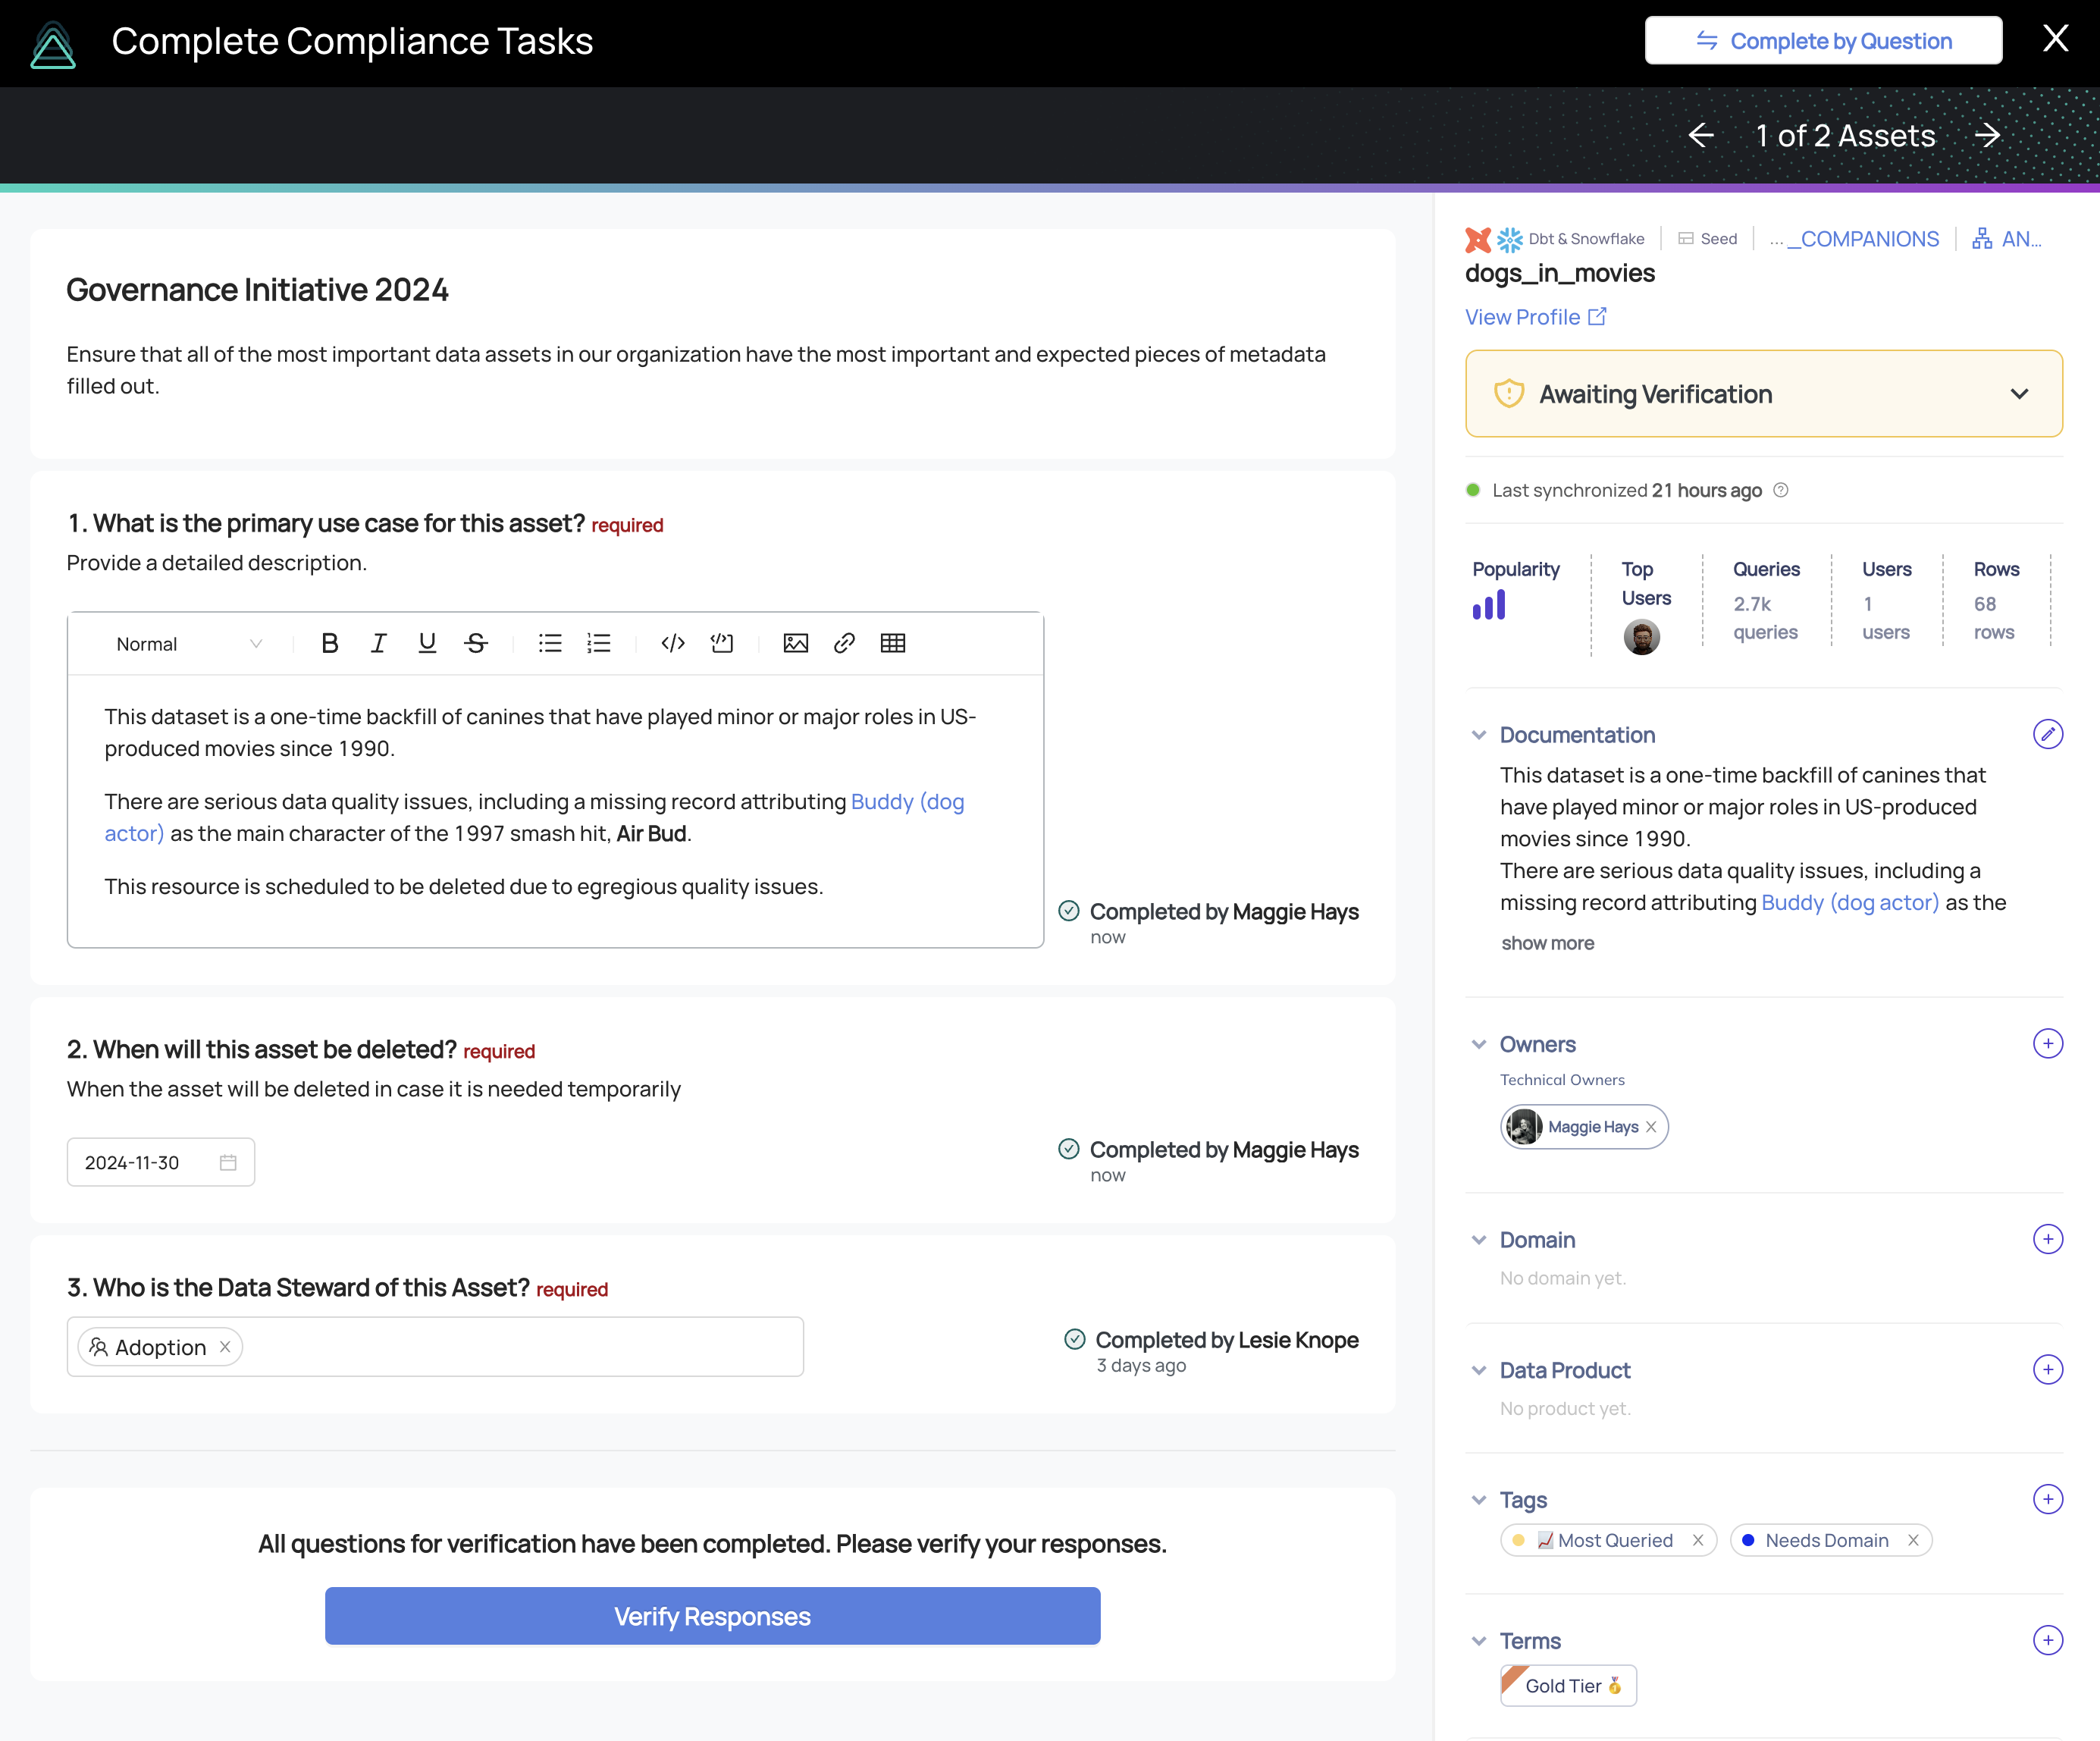 Complete Compliance Tasks
Complete by Question
1 of 2 Assets
Governance Initiative 2024
Ensure that all of the most important data assets in our organization have the most important and expected pieces of metadata
filled out.
1. What is the primary use case for this asset? required
Provide a detailed description.
Normal
This dataset is a one-time backfill of canines that have played minor or major roles in US-
produced movies since 1990.
There are serious data quality issues, including a missing record attributing Buddy (dog
actor) as the main character of the 1997 smash hit, Air Bud.
This resource is scheduled to be deleted due to egregious quality issues.
Completed by Maggie Hays
now
2. When will this asset be deleted? required
When the asset will be deleted in case it is needed temporarily
2024-11-30
Completed by Maggie Hays
now
3. Who is the Data Steward of this Asset? required
Adoption
Completed by Lesie Knope
3 days ago
All questions for verification have been completed. Please verify your responses.
Verify Responses
Dbt & Snowflake
Seed
..._COMPANIONS
AN...
dogs_in_movies
View Profile
Awaiting Verification
Last synchronized 21 hours ago
Popularity
Top
Users
Queries
2.7k
queries
Users
1
users
Rows
68
rows
Documentation
This dataset is a one-time backfill of canines that
have played minor or major roles in US-produced
movies since 1990.
There are serious data quality issues, including a
missing record attributing Buddy (dog actor) as the
show more
Owners
Technical Owners
Maggie Hays
Domain
No domain yet.
Data Product
No product yet.
Tags
📈 Most Queried
Needs Domain
Terms
Gold Tier 🏅